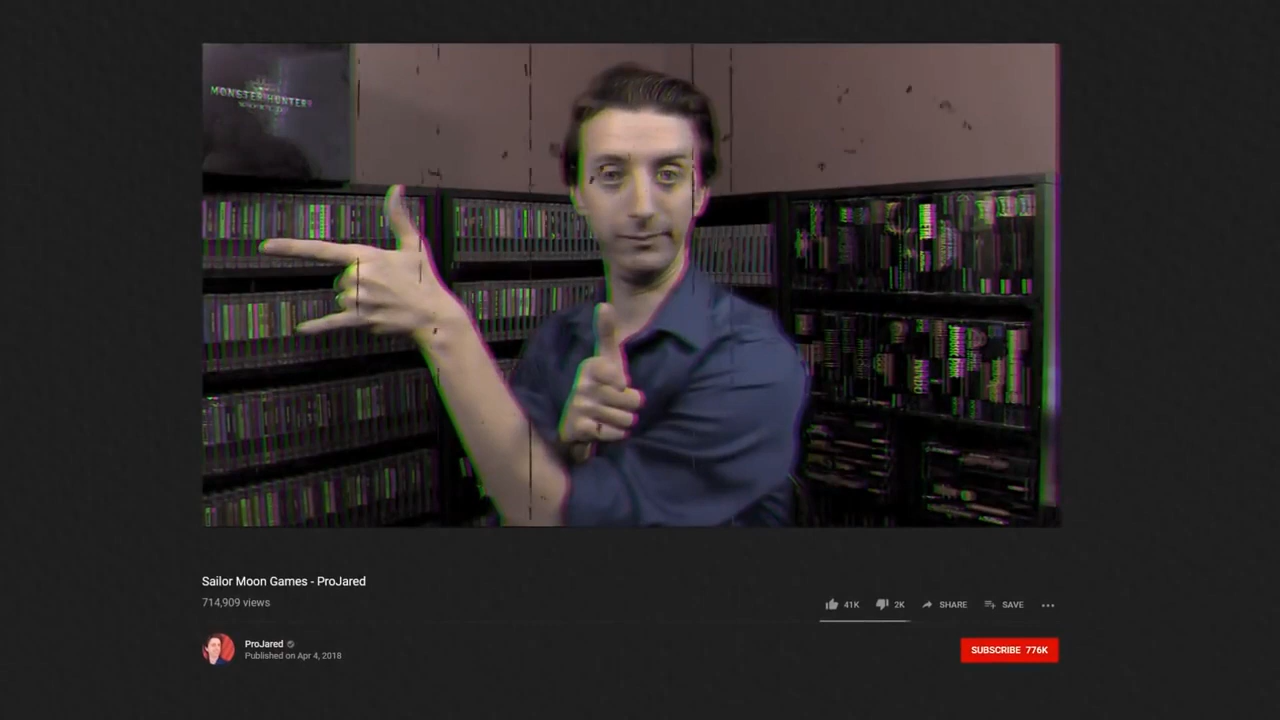 MONSTER HUNTER
WORLD
Sailor Moon Games - ProJared
714,909 views
41K
2K
SHARE
SAVE
ProJared
Published on Apr 4, 2018
SUBSCRIBE 776K